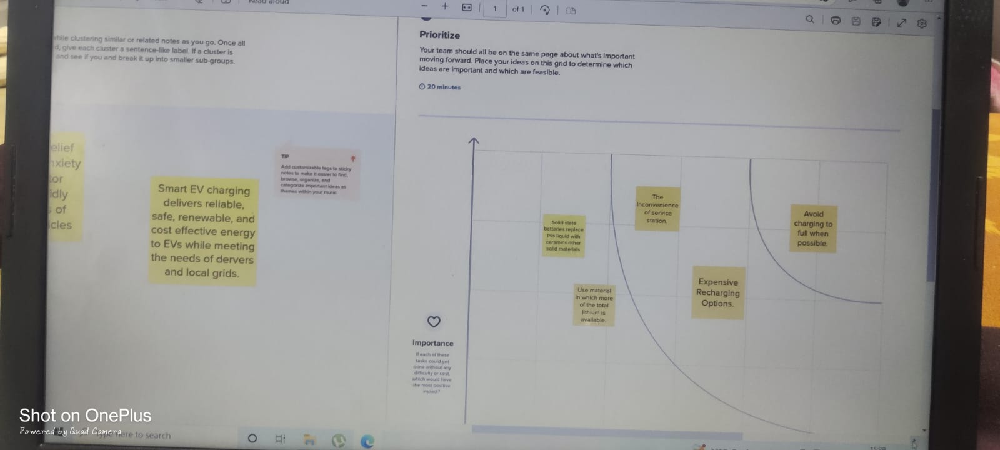 Read aloud
1 of 1
while clustering similar or related notes as you go. Once all
d, give each cluster a sentence-like label. If a cluster is
and see if you and break it up into smaller sub-groups.
elief
nxiety
or
idly
of
cles
Smart EV charging
delivers reliable,
safe, renewable, and
cost effective energy
to EVs while meeting
the needs of dervers
and local grids.
TIP
Add customizable tags to sticky
notes to make it easier to find,
browse, organize, and
categorize important ideas as
themes within your mural.
Prioritize
Your team should all be on the same page about what's important
moving forward. Place your ideas on this grid to determine which
ideas are important and which are feasible.
20 minutes
Solid state
batteries replace
this liquid with
ceramics other
solid materials
Use material
in which more
of the total
lithium is
available.
The
Inconvenience
of service
station.
Expensive
Recharging
Options.
Avoid
charging to
full when
possible.
Importance
If each of these
tasks could get
done without any
difficulty or cost,
which would have
the most positive
impact?
Shot on OnePlus
Powered by Quad Camera
here to search
15:20